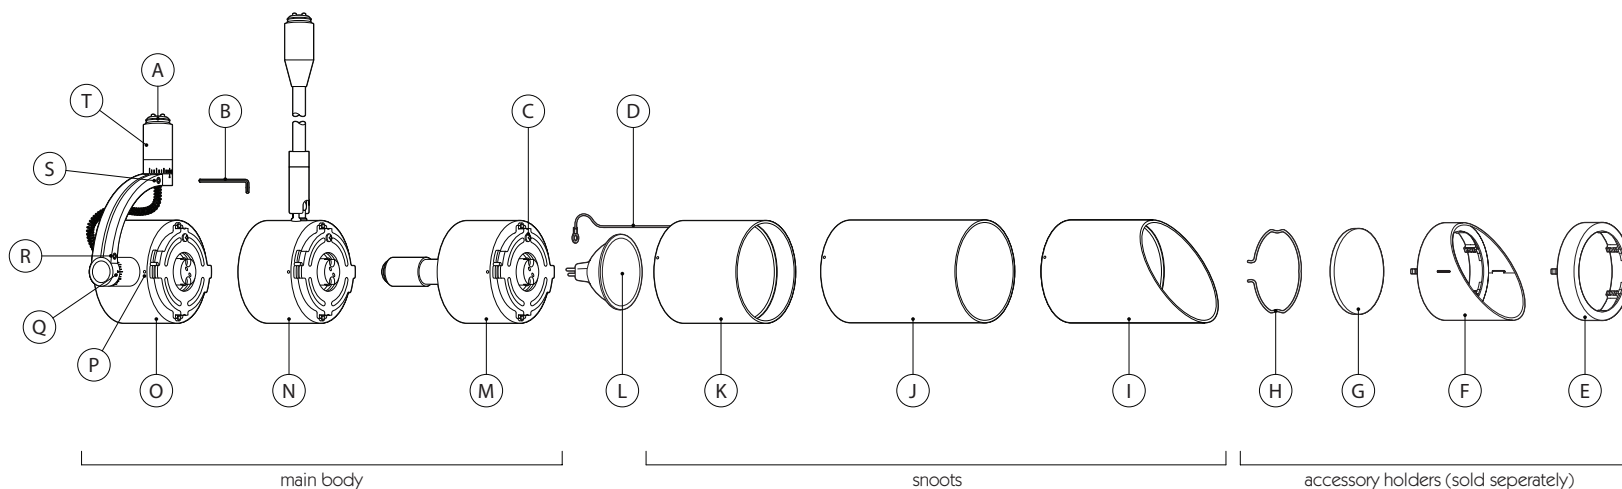 A
T
B
C
D
S
R
Q
P
O
N
M
L
K
J
I
H
G
F
E
main body
snoots
accessory holders (sold seperately)